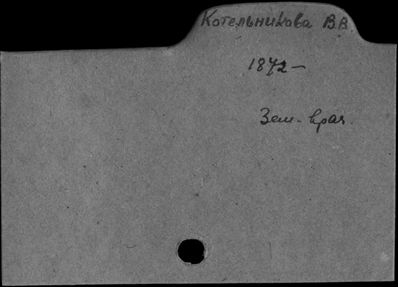 Котельникова В.В.
1872 —
Зем. врач.